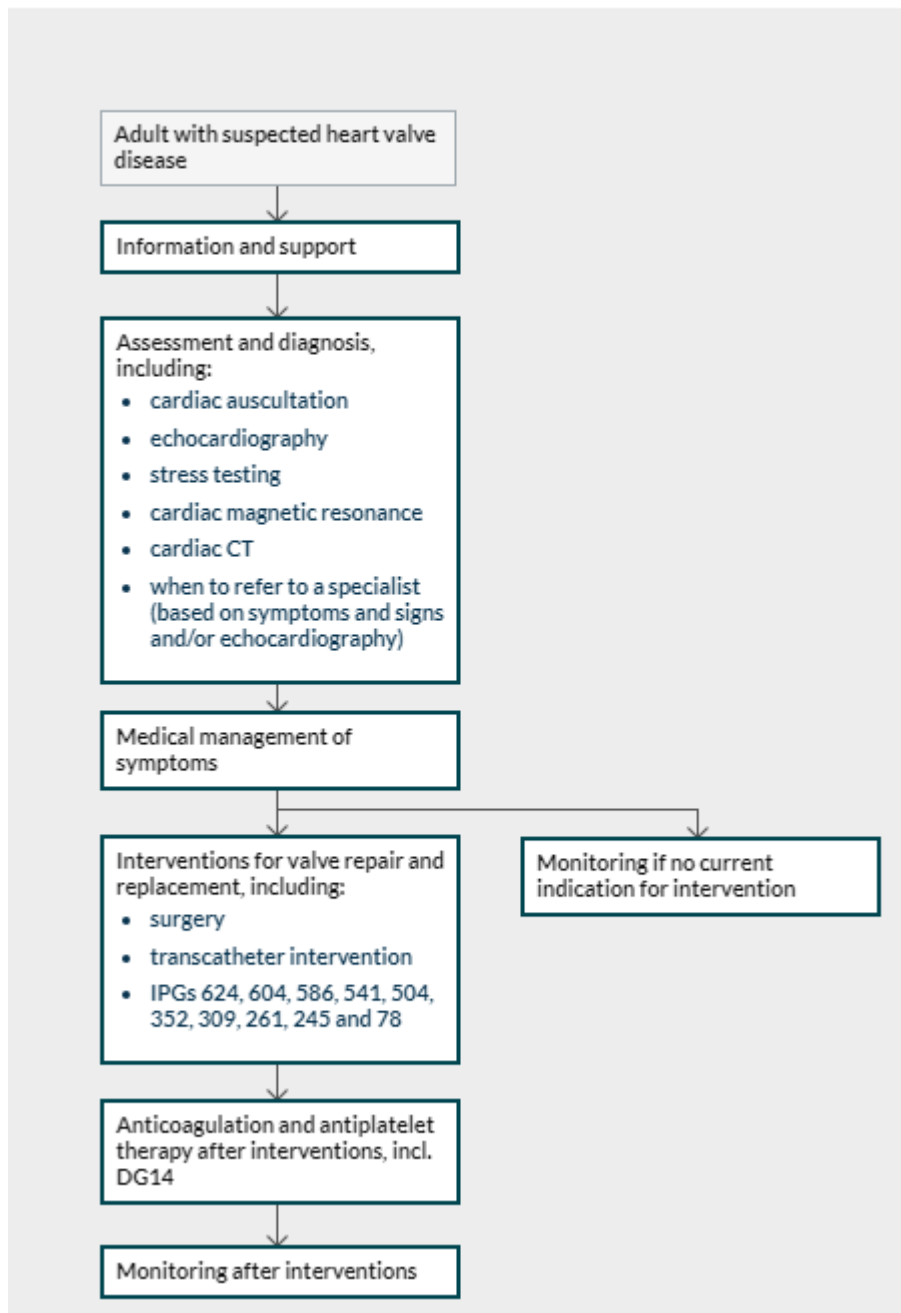 Adult with suspected heart valve
disease
Information and support
Assessment and diagnosis,
including:
• cardiac auscultation
• echocardiography
• stress testing
• cardiac magnetic resonance
• cardiac CT
• when to refer to a specialist
(based on symptoms and signs
and/or echocardiography)
Medical management of
symptoms
Interventions for valve repair and
replacement, including:
• surgery
• transcatheter intervention
• IPGs 624, 604, 586, 541, 504,
352, 309, 261, 245 and 78
Monitoring if no current
indication for intervention
Anticoagulation and antiplatelet
therapy after interventions, incl.
DG14
Monitoring after interventions